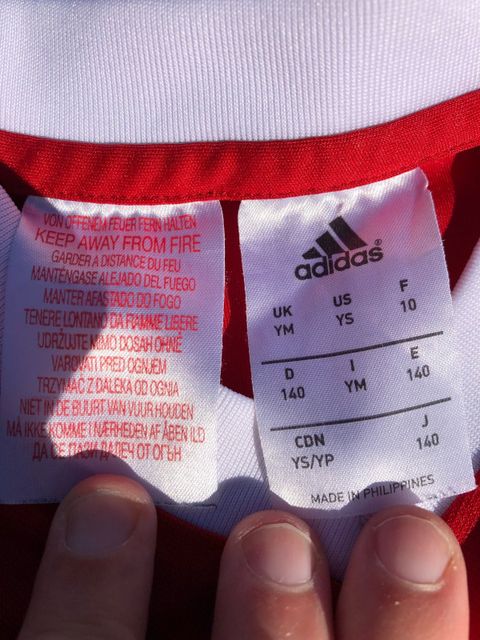 VON OFFENEM FEUER FERN HALTEN
KEEP AWAY FROM FIRE
GARDER A DISTANCE DU FEU
MANTÉNGASE ALEJADO DEL FUEGO
MANTER AFASTADO DO FOGO
TENERE LONTANO DA FIAMME LIBERE
UDRŽUJTE MIMO DOSAH OHNĚ
VAROVATI PRED OGNJEM
TRZYMAĆ Z DALEKA OD OGNIA
NIET IN DE BUURT VAN VUUR HOUDEN
MÅ IKKE KOMME I NÆRHEDEN AF ÅBEN ILD
ДА СЕ ПАЗИ ДАЛЕЧ ОТ ОГЪН
adidas®
UK US F
YM YS 10
D I E
140 YM 140
CDN J
YS/YP 140
MADE IN PHILIPPINES